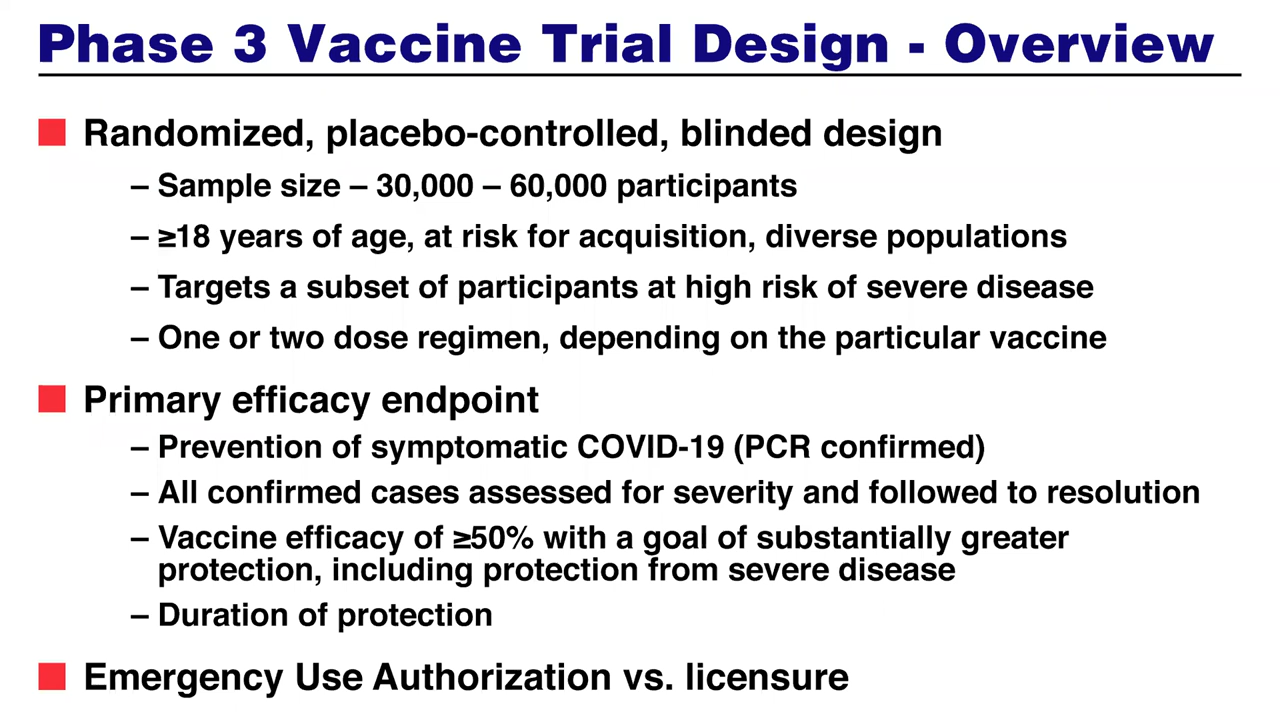 Phase 3 Vaccine Trial Design - Overview
Randomized, placebo-controlled, blinded design
– Sample size – 30,000 – 60,000 participants
– ≥18 years of age, at risk for acquisition, diverse populations
– Targets a subset of participants at high risk of severe disease
– One or two dose regimen, depending on the particular vaccine
Primary efficacy endpoint
– Prevention of symptomatic COVID-19 (PCR confirmed)
– All confirmed cases assessed for severity and followed to resolution
– Vaccine efficacy of ≥50% with a goal of substantially greater
protection, including protection from severe disease
– Duration of protection
Emergency Use Authorization vs. licensure